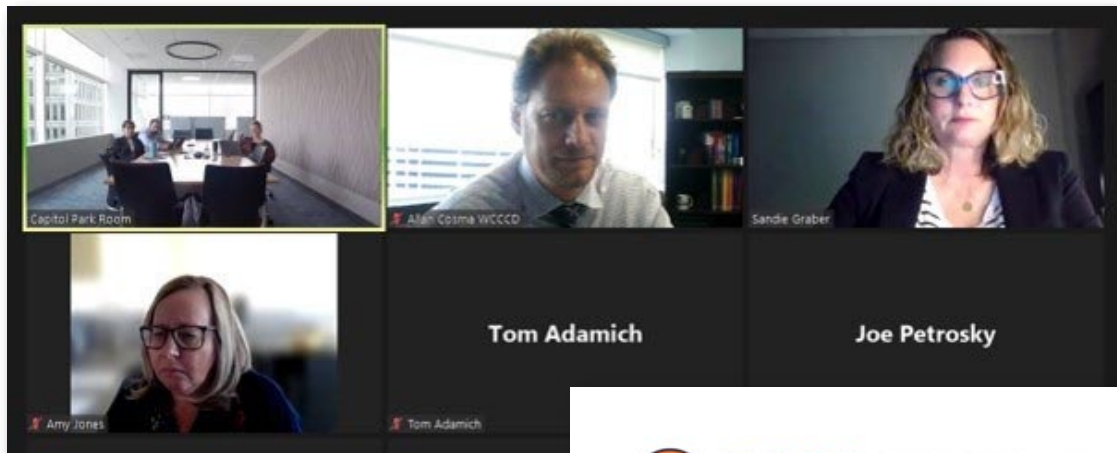 Capitol Park Room
Allan Cosma WCCCD
Sandie Graber
Tom Adamich
Joe Petrosky
Amy Jones
Tom Adamich